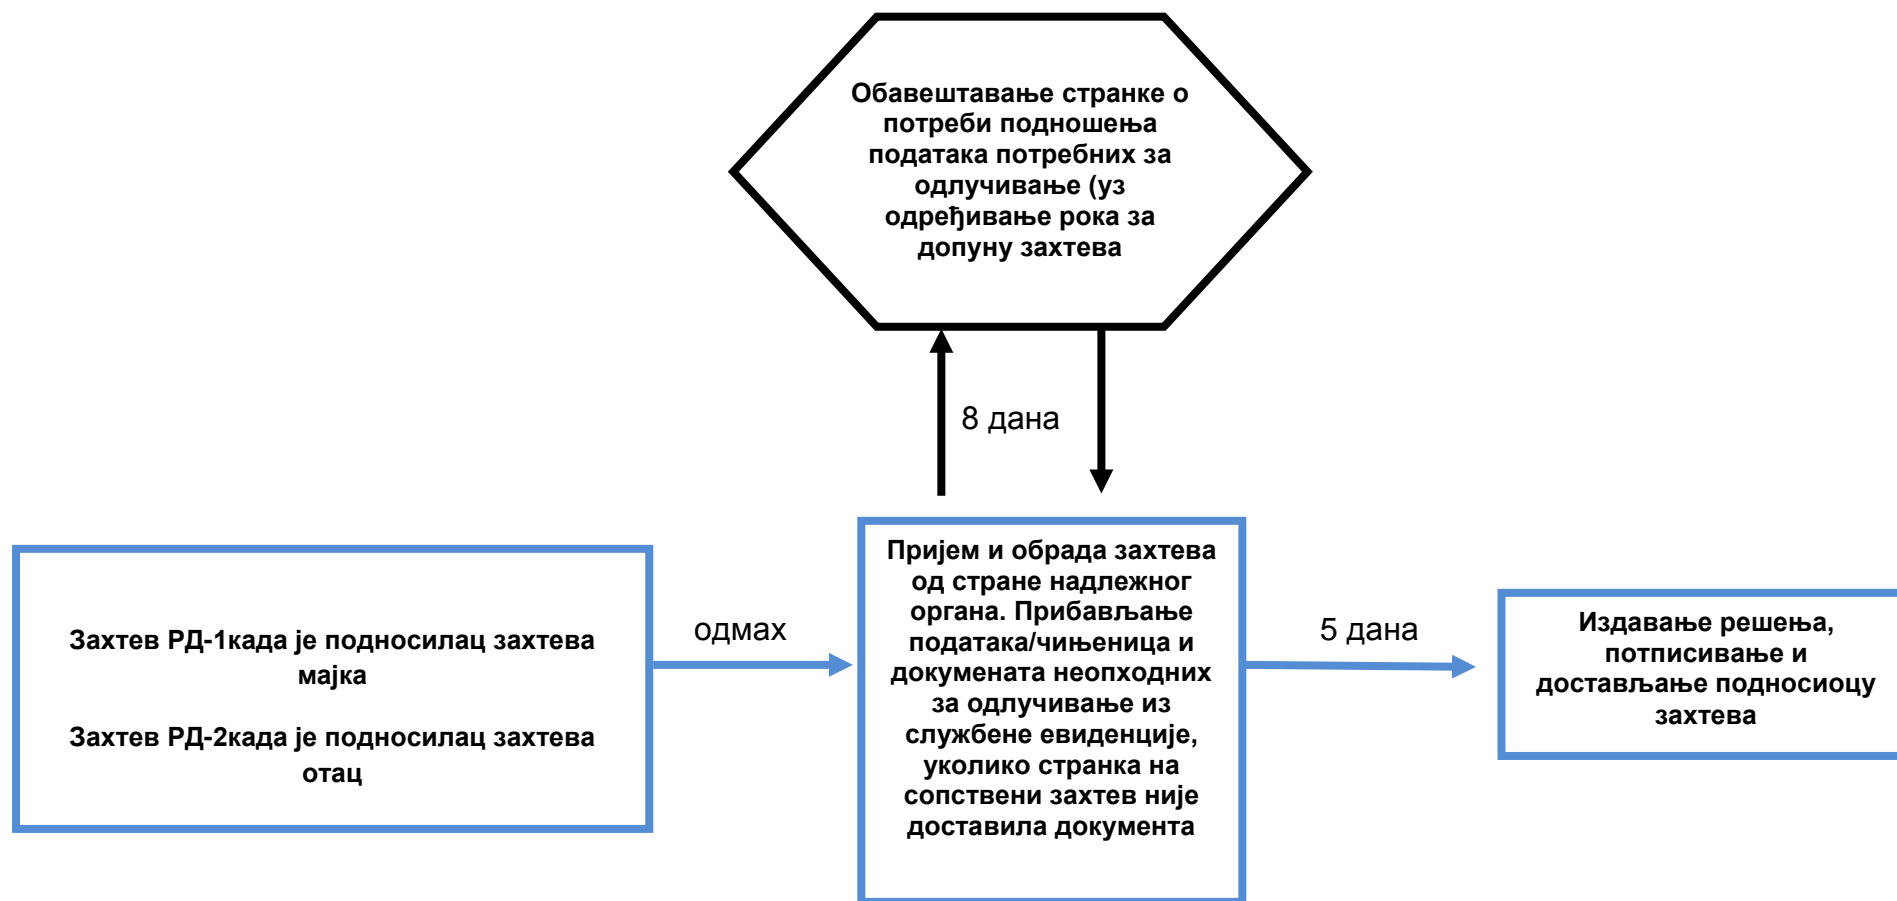 Обавештавање странке о
потреби подношења
података потребних за
одлучивање (уз
одређивање рока за
допуну захтева
8 дана
Захтев РД-1када је подносилац захтева
мајка
Захтев РД-2када је подносилац захтева
отац
одмах
Пријем и обрада захтева
од стране надлежног
органа. Прибављање
података/чињеница и
докумената неопходних
за одлучивање из
службене евиденције,
уколико странка на
сопствени захтев није
доставила документа
5 дана
Издавање решења,
потписивање и
достављање подносиоцу
захтева